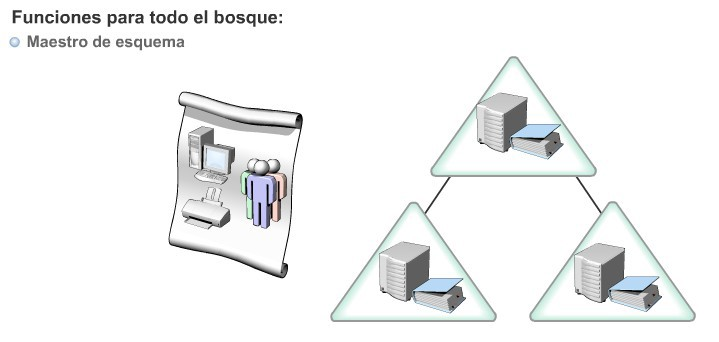 Funciones para todo el bosque:
Maestro de esquema